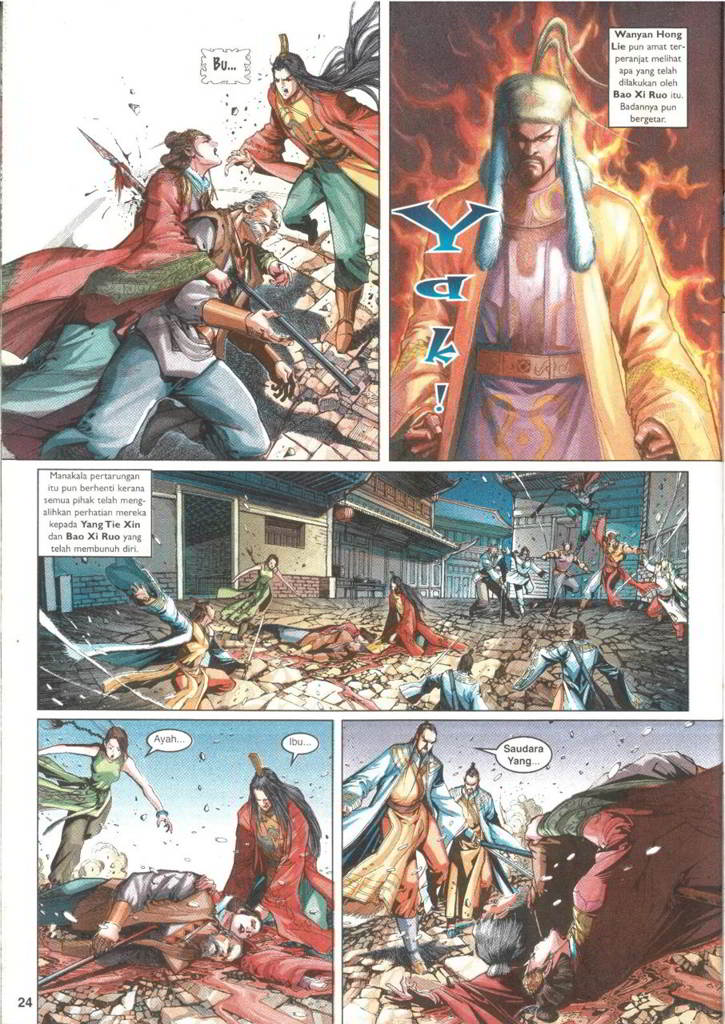 Bu...
Wanyan Hong
Lie pun amat ter-
peranjat melihat
apa yang telah
dilakukan oleh
Bao Xi Ruo itu.
Badannya pun
bergetar.
Yak!
Manakala pertarungan
itu pun berhenti kerana
semua pihak telah meng-
alihkan perhatian mereka
kepada Yang Tie Xin
dan Bao Xi Ruo yang
telah membunuh diri.
Ayah...
Ibu...
Saudara
Yang...
24